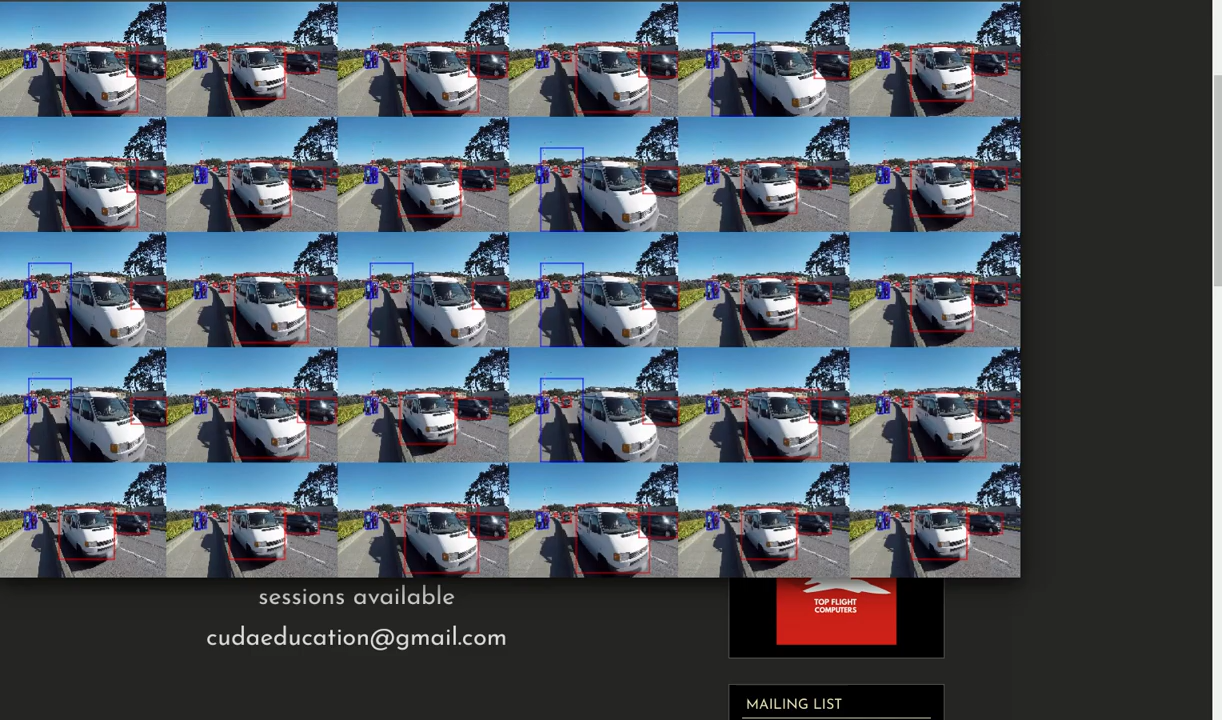 sessions available
cudaeducation@gmail.com
TOP FLIGHT
COMPUTERS
MAILING LIST